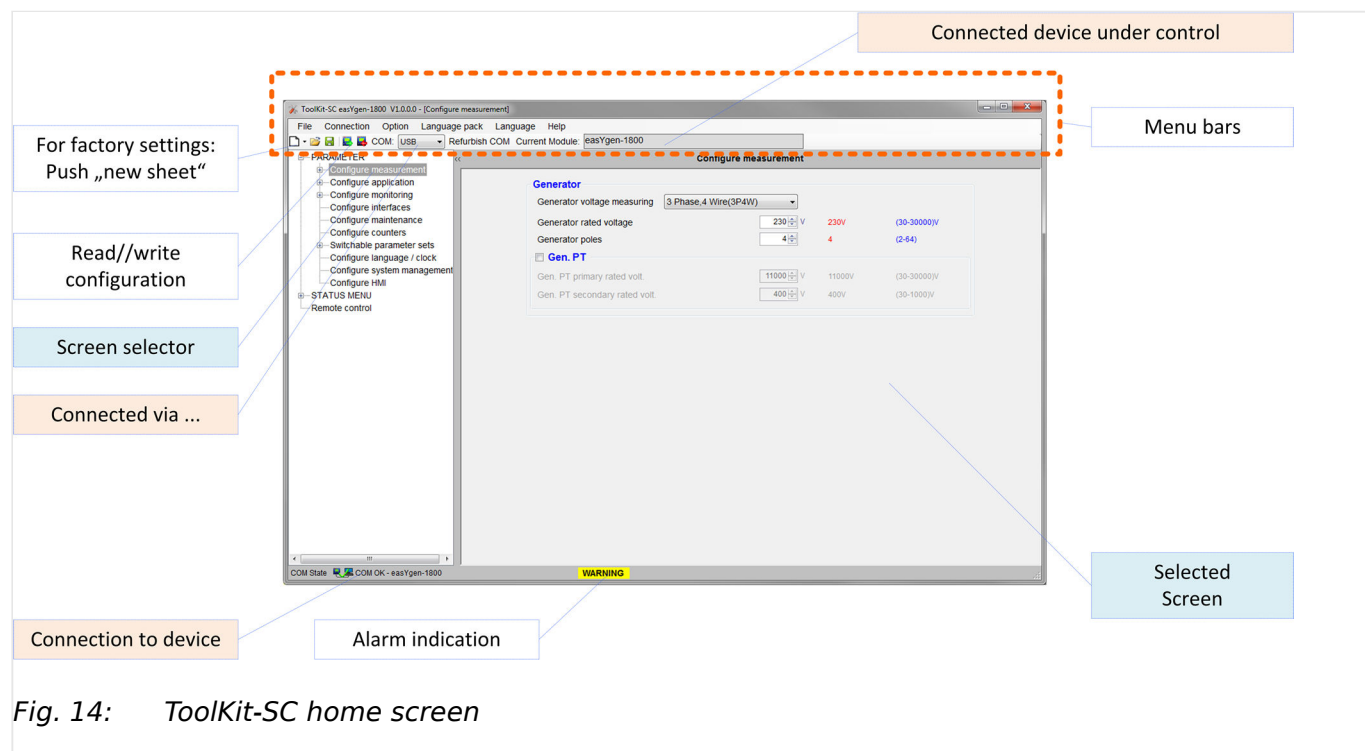 Connected device under control
ToolKit-SC easYgen-1800 V1.0.0.0 - [Configure measurement]
File Connection Option Language pack Language Help
COM: USB Refurbish COM Current Module: easYgen-1800
Menu bars
For factory settings:
Push „new sheet“
Read//write
configuration
Screen selector
Connected via ...
PARAMETER
Configure measurement
Configure application
Configure monitoring
Configure interfaces
Configure maintenance
Configure counters
Switchable parameter sets
Configure language / clock
Configure system management
Configure HMI
STATUS MENU
Remote control
<<
Configure measurement
Generator
Generator voltage measuring 3 Phase,4 Wire(3P4W)
Generator rated voltage 230 V 230V (30-30000)V
Generator poles 4 4 (2-64)
Gen. PT
Gen. PT primary rated volt. 11000 V 11000V (30-30000)V
Gen. PT secondary rated volt. 400 V 400V (30-1000)V
COM State COM OK - easYgen-1800 WARNING
Selected
Screen
Connection to device
Alarm indication
Fig. 14: ToolKit-SC home screen